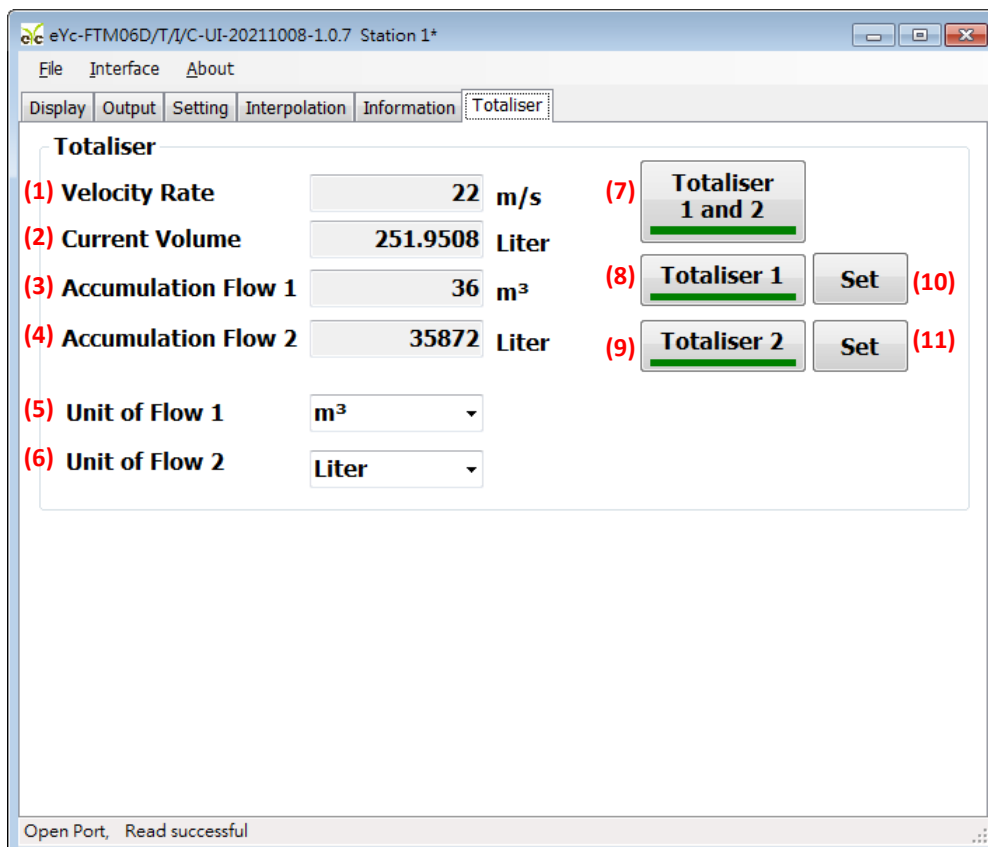 eYc eYc-FTM06D/T/I/C-UI-20211008-1.0.7 Station 1*
File Interface About
Display Output Setting Interpolation Information Totaliser
Totaliser
(1) Velocity Rate 22 m/s
(2) Current Volume 251.9508 Liter
(3) Accumulation Flow 1 36 m³
(4) Accumulation Flow 2 35872 Liter
(5) Unit of Flow 1 m³
(6) Unit of Flow 2 Liter
(7) Totaliser
1 and 2
(8) Totaliser 1 Set (10)
(9) Totaliser 2 Set (11)
Open Port, Read successful